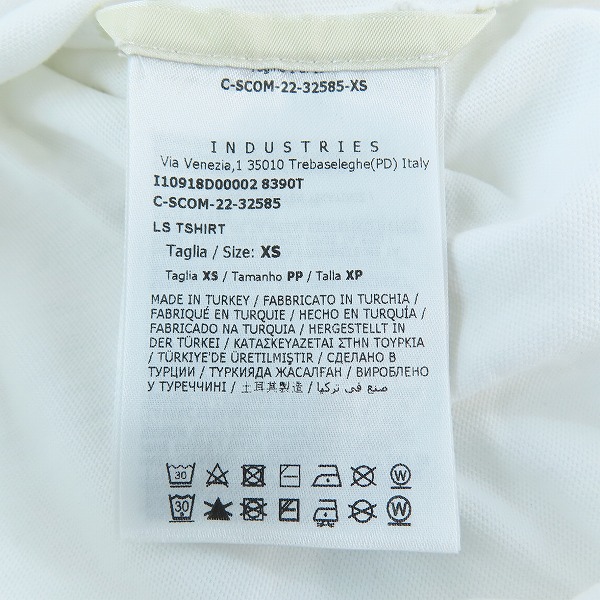 C-SCOM-22-32585-XS
INDUSTRIES
Via Venezia,1 35010 Trebaseleghe(PD) Italy
I10918D00002 8390T
C-SCOM-22-32585
LS TSHIRT
Taglia / Size: XS
Taglia XS / Tamanho PP / Talla XP
MADE IN TURKEY / FABBRICATO IN TURCHIA /
FABRIQUÉ EN TURQUIE / HECHO EN TURQUÍA /
FABRICADO NA TURQUIA / HERGESTELLT IN
DER TÜRKEI / ΚΑΤΑΣΚΕΥΑΖΕΤΑΙ ΣΤΗΝ ΤΟΥΡΚΙΑ
/ TÜRKİYE'DE ÜRETİLMİŞTİR / СДЕЛАНО В
ТУРЦИИ / ТҮРКИЯДА ЖАСАЛҒАН / ВИРОБЛЕНО
У ТУРЕЧЧИНІ / 土耳其製造 / صنع في تركيا
30 W
30 W